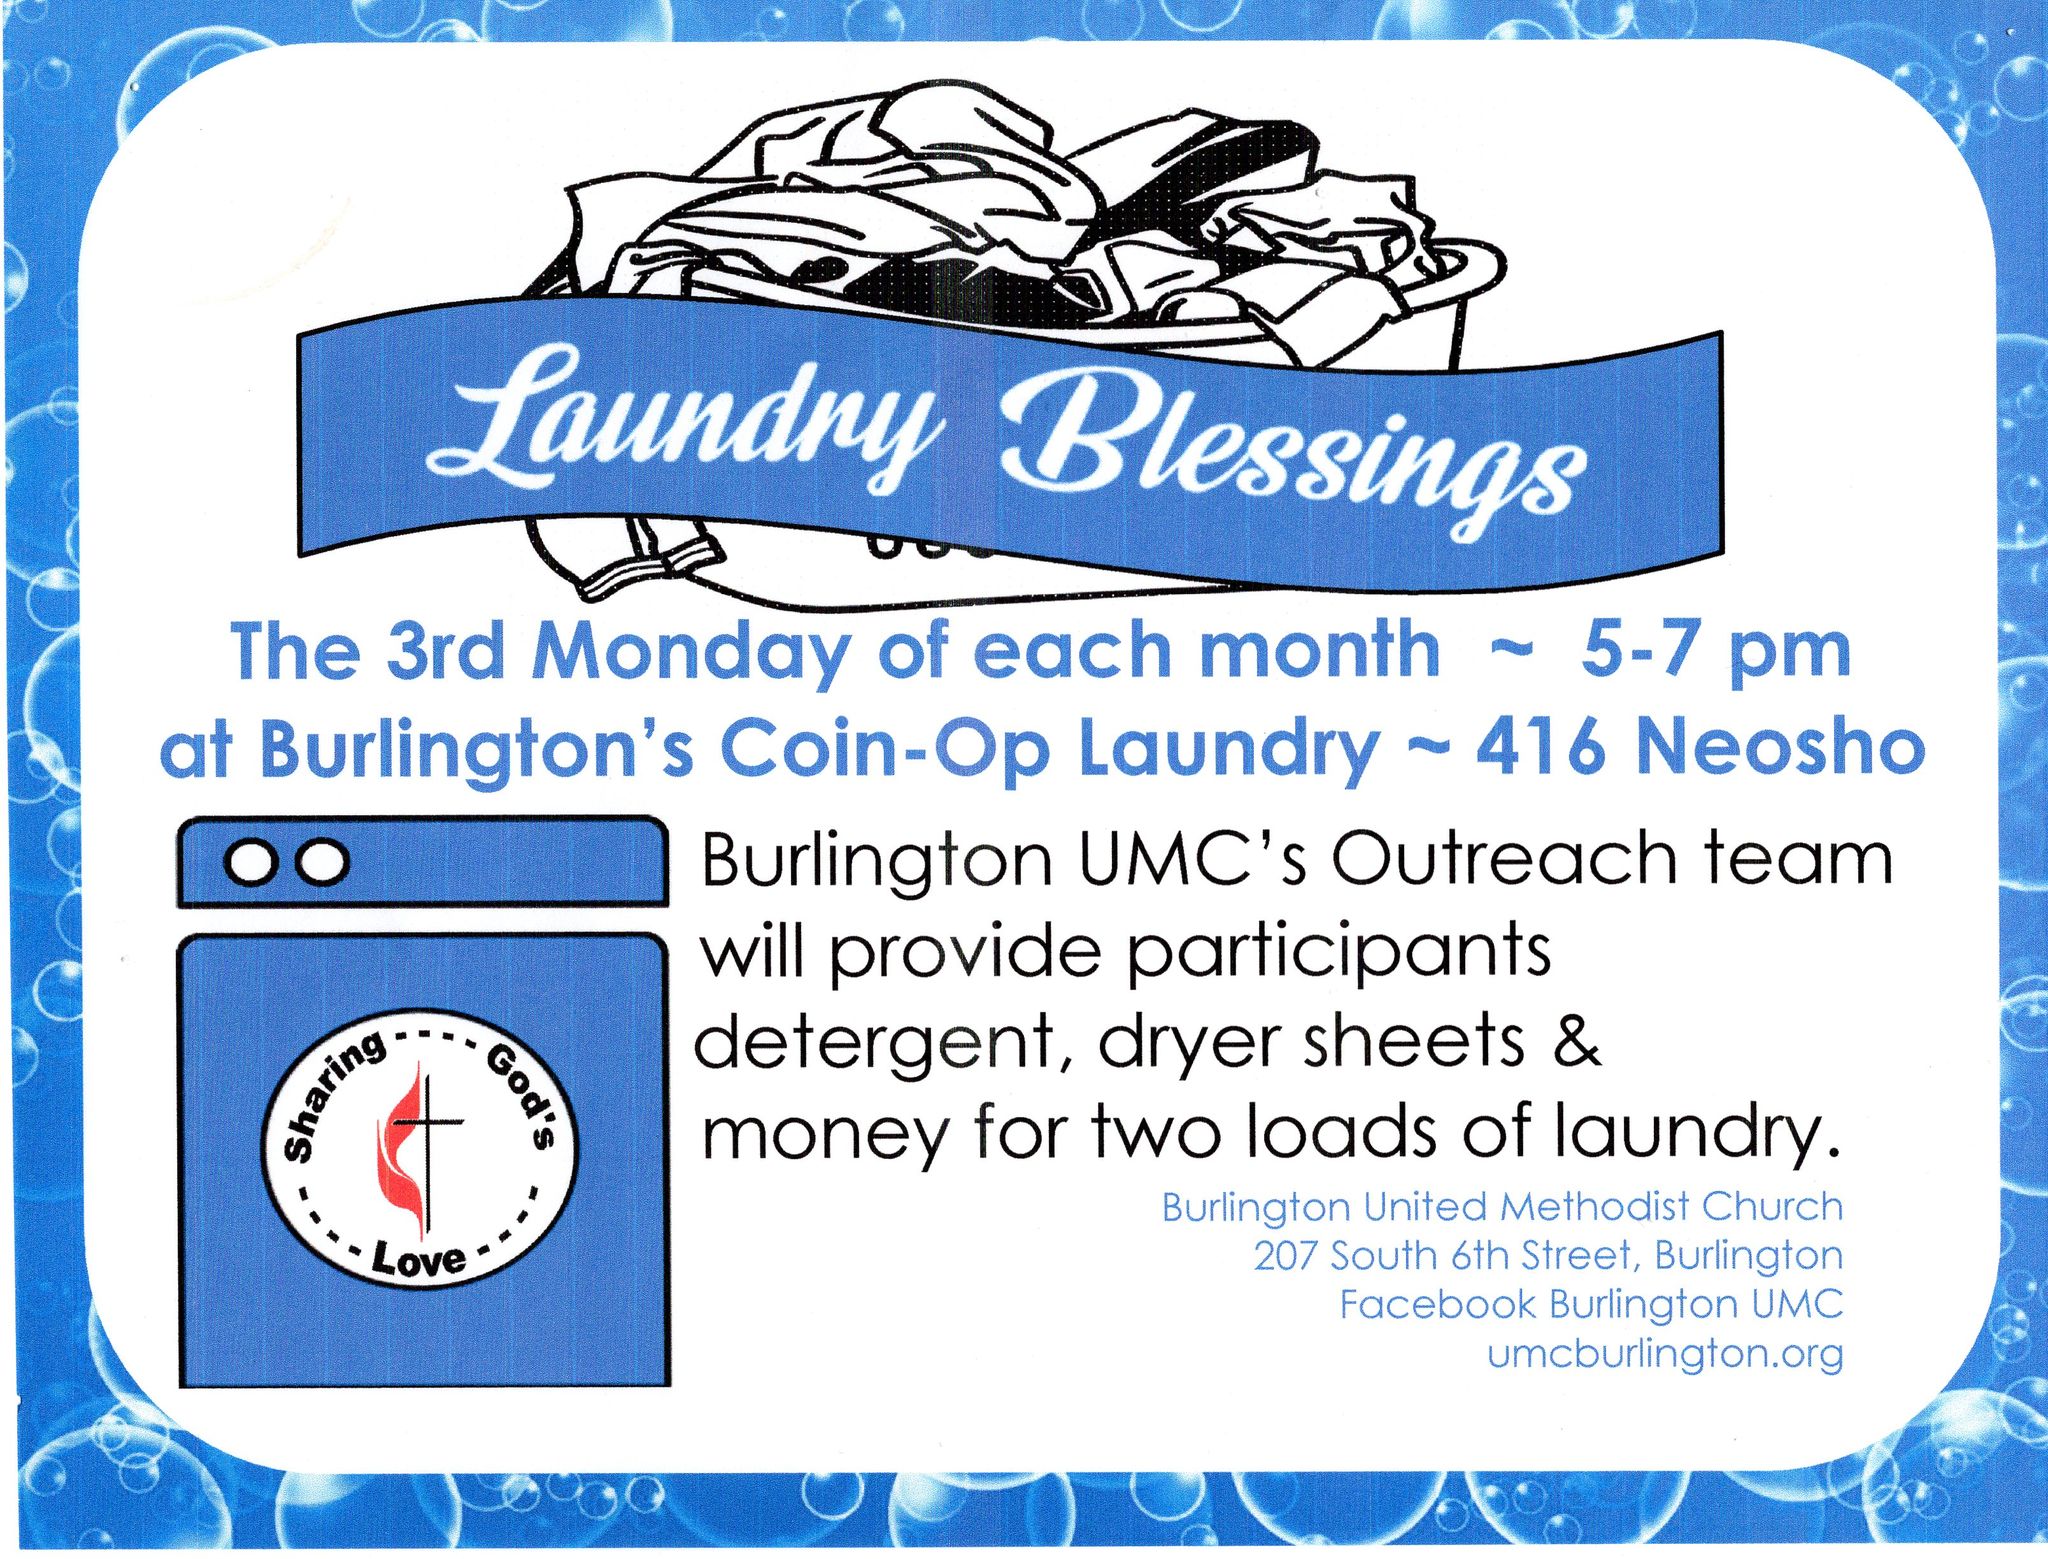 Laundry Blessings
The 3rd Monday of each month ~ 5-7 pm
at Burlington's Coin-Op Laundry ~ 416 Neosho
Burlington UMC's Outreach team
will provide participants
detergent, dryer sheets &
money for two loads of laundry.
Sharing ---- God's
----- Love -----
Burlington United Methodist Church
207 South 6th Street, Burlington
Facebook Burlington UMC
umcburlington.org